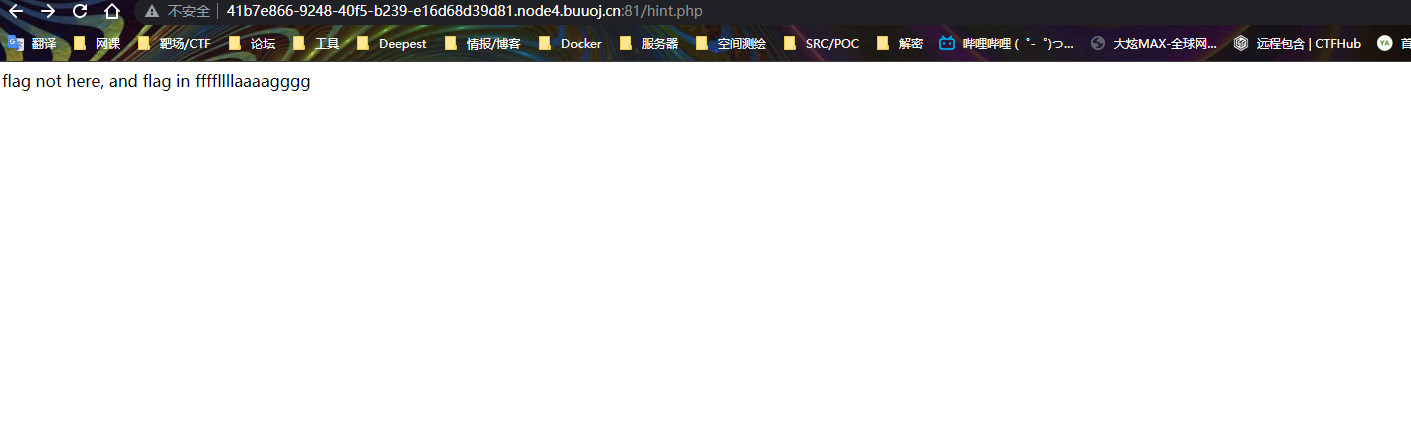 不安全 41b7e866-9248-40f5-b239-e16d68d39d81.node4.buuoj.cn:81/hint.php
翻译 网课 靶场/CTF 论坛 工具 Deepest 情报/博客 Docker 服务器 空间测绘 SRC/POC 解密 哔哩哔哩 ( ゜- ゜)つ... 大炫MAX-全球网... 远程包含 | CTFHub YA 首
flag not here, and flag in ffffllllaaaagggg